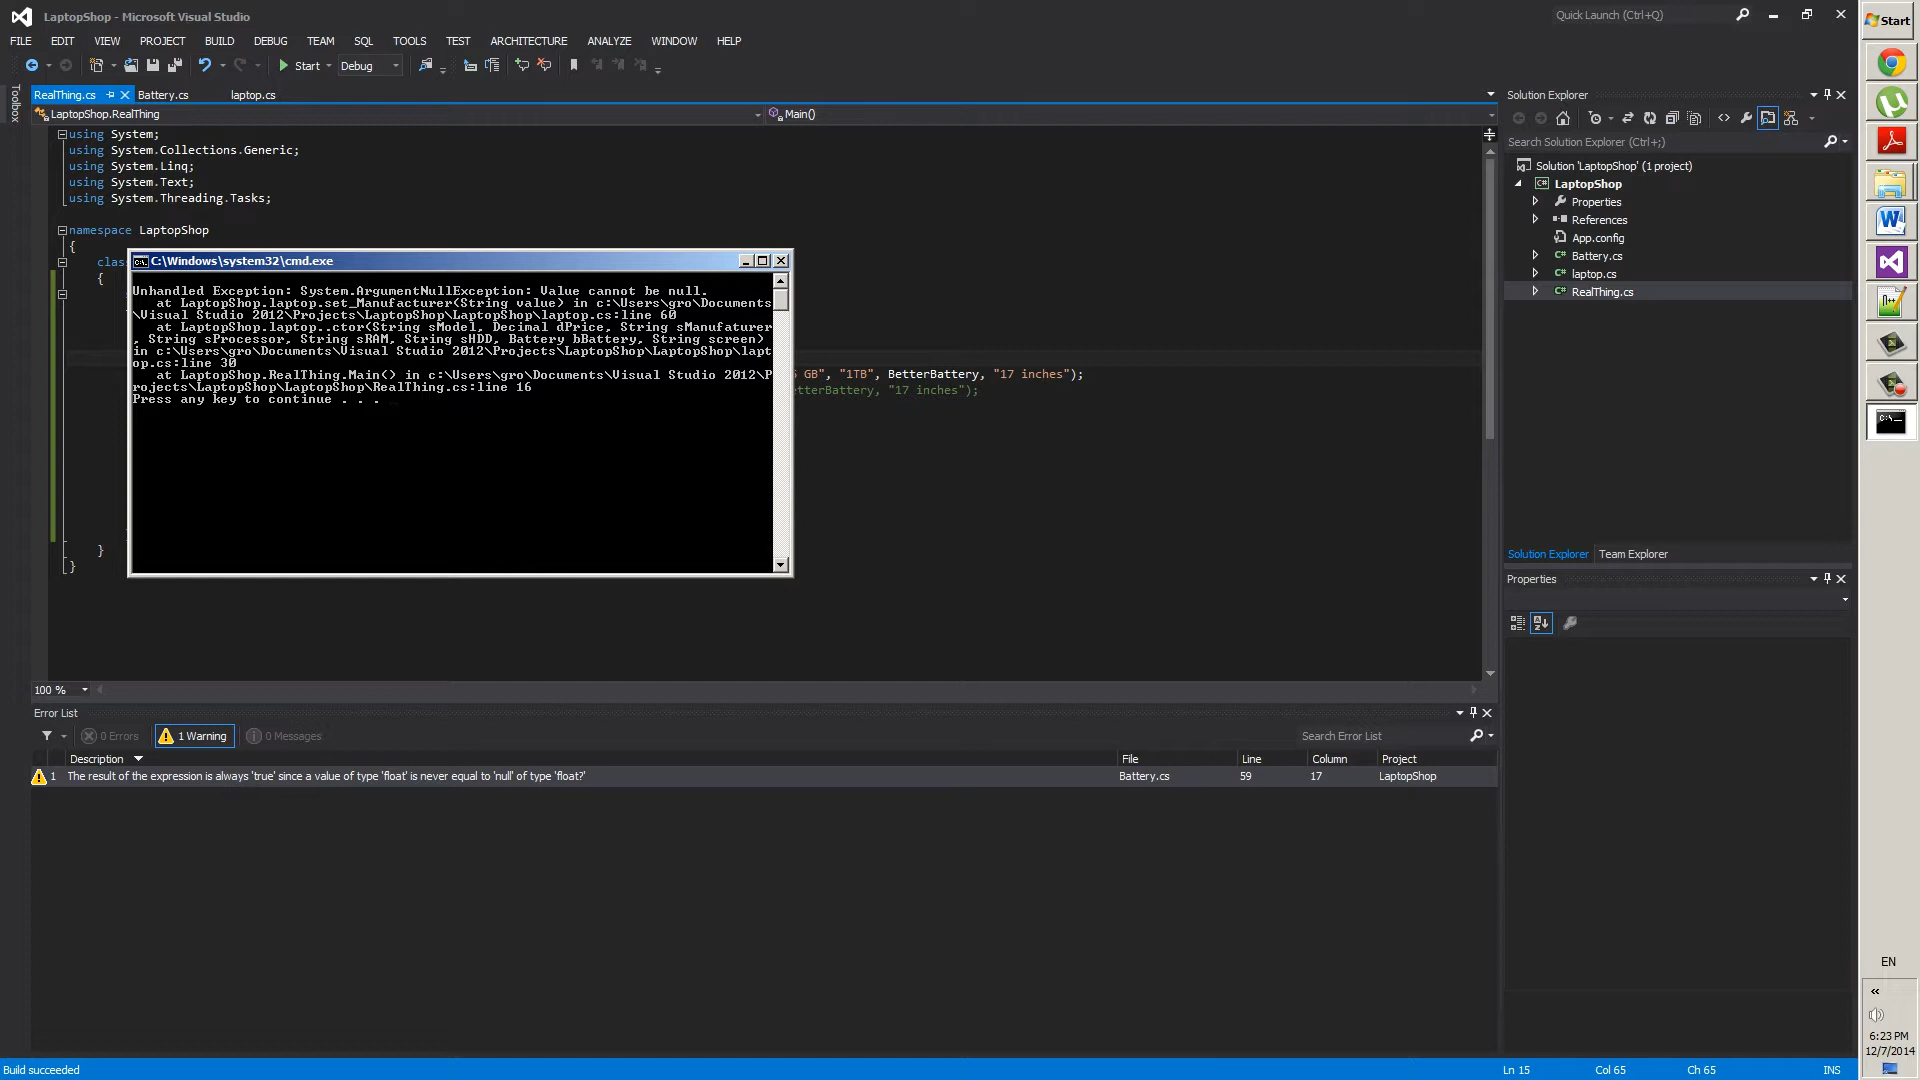 LaptopShop - Microsoft Visual Studio
Quick Launch (Ctrl+Q)
Start
FILE EDIT VIEW PROJECT BUILD DEBUG TEAM SQL TOOLS TEST ARCHITECTURE ANALYZE WINDOW HELP
Start Debug
Toolbox
RealThing.cs Battery.cs laptop.cs
LaptopShop.RealThing Main()
using System;
using System.Collections.Generic;
using System.Linq;
using System.Text;
using System.Threading.Tasks;
namespace LaptopShop
{
clas
{
C:\Windows\system32\cmd.exe
Unhandled Exception: System.ArgumentNullException: Value cannot be null.
at LaptopShop.laptop.set_Manufacturer(String value) in c:\Users\gro\Documents
\Visual Studio 2012\Projects\LaptopShop\LaptopShop\laptop.cs:line 60
at LaptopShop.laptop..ctor(String sModel, Decimal dPrice, String sManufaturer
, String sProcessor, String sRAM, String sHDD, Battery bBattery, String screen)
in c:\Users\gro\Documents\Visual Studio 2012\Projects\LaptopShop\LaptopShop\lapt
op.cs:line 30
at LaptopShop.RealThing.Main() in c:\Users\gro\Documents\Visual Studio 2012\P
rojects\LaptopShop\LaptopShop\RealThing.cs:line 16
Press any key to continue . . .
GB", "1TB", BetterBattery, "17 inches");
tterBattery, "17 inches");
}
}
100 %
Solution Explorer
Search Solution Explorer (Ctrl+;)
Solution 'LaptopShop' (1 project)
LaptopShop
Properties
References
App.config
Battery.cs
laptop.cs
RealThing.cs
Solution Explorer Team Explorer
Properties
Error List
0 Errors 1 Warning 0 Messages
Search Error List
Description File Line Column Project
1 The result of the expression is always 'true' since a value of type 'float' is never equal to 'null' of type 'float?' Battery.cs 59 17 LaptopShop
EN
6:23 PM
12/7/2014
Build succeeded
Ln 15 Col 65 Ch 65 INS